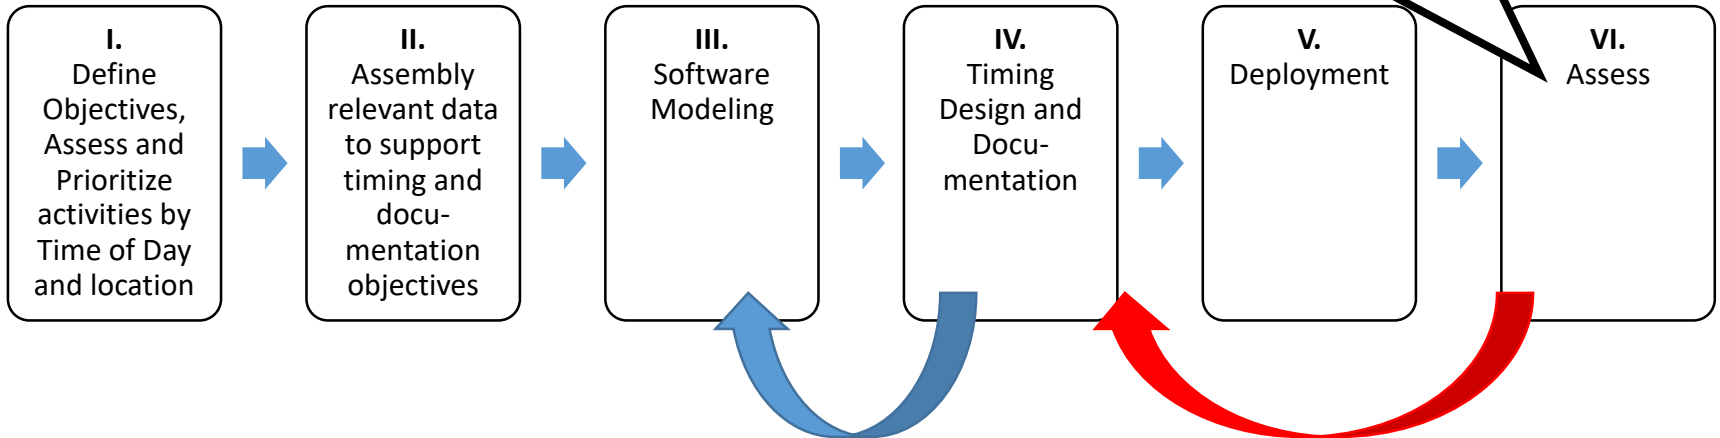 I.
Define
Objectives,
Assess and
Prioritize
activities by
Time of Day
and location
II.
Assembly
relevant data
to support
timing and
docu-
mentation
objectives
III.
Software
Modeling
IV.
Timing
Design and
Docu-
mentation
V.
Deployment
VI.
Assess